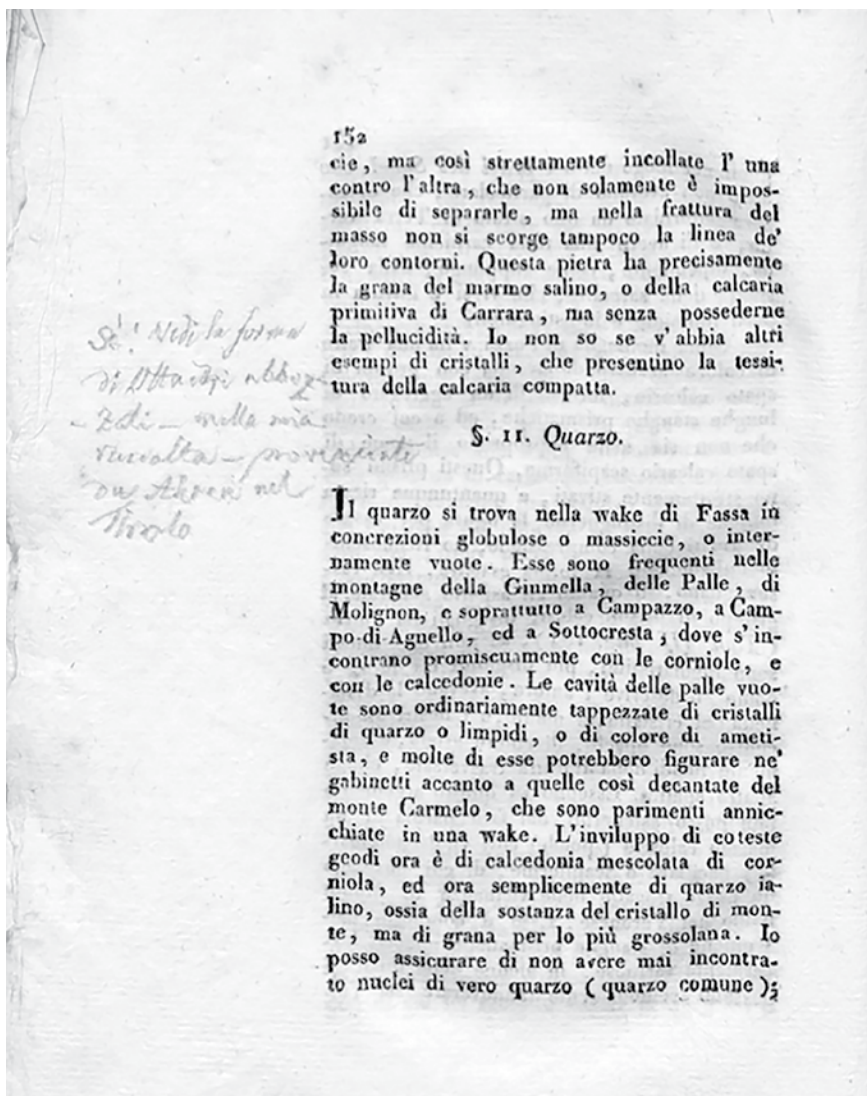 152
cie, ma così strettamente incollate l' una
contro l'altra, che non solamente è impos-
sibile di separarle, ma nella frattura del
masso non si scorge tampoco la linea de'
loro contorni. Questa pietra ha precisamente
la grana del marmo salino, o della calcaria
primitiva di Carrara, ma senza possederne
la pellucidità. Io non so se v'abbia altri
esempi di cristalli, che presentino la tessi-
tura della calcaria compatta.
Sì! Vedi la forma
di
nella mia
raccolta – proveniente
nel
Tirolo
§. 11. Quarzo.
Il quarzo si trova nella wake di Fassa in
concrezioni globulose o massiccie, o inter-
namente vuote. Esse sono frequenti nelle
montagne della Giumella, delle Palle, di
Molignon, e soprattutto a Campazzo, a Cam-
po-di-Agnello, ed a Sottocresta, dove s'in-
contrano promiscuamente con le corniole, e
con le calcedonie. Le cavità delle palle vuo-
te sono ordinariamente tappezzate di cristalli
di quarzo o limpidi, o di colore di ameti-
sta, e molte di esse potrebbero figurare ne'
gabinetti accanto a quelle così decantate del
monte Carmelo, che sono parimenti annic-
chiate in una wake. L'inviluppo di coteste
geodi ora è di calcedonia mescolata di cor-
niola, ed ora semplicemente di quarzo ia-
lino, ossia della sostanza del cristallo di mon-
te, ma di grana per lo più grossolana. Io
posso assicurare di non avere mai incontra-
to nuclei di vero quarzo (quarzo comune);